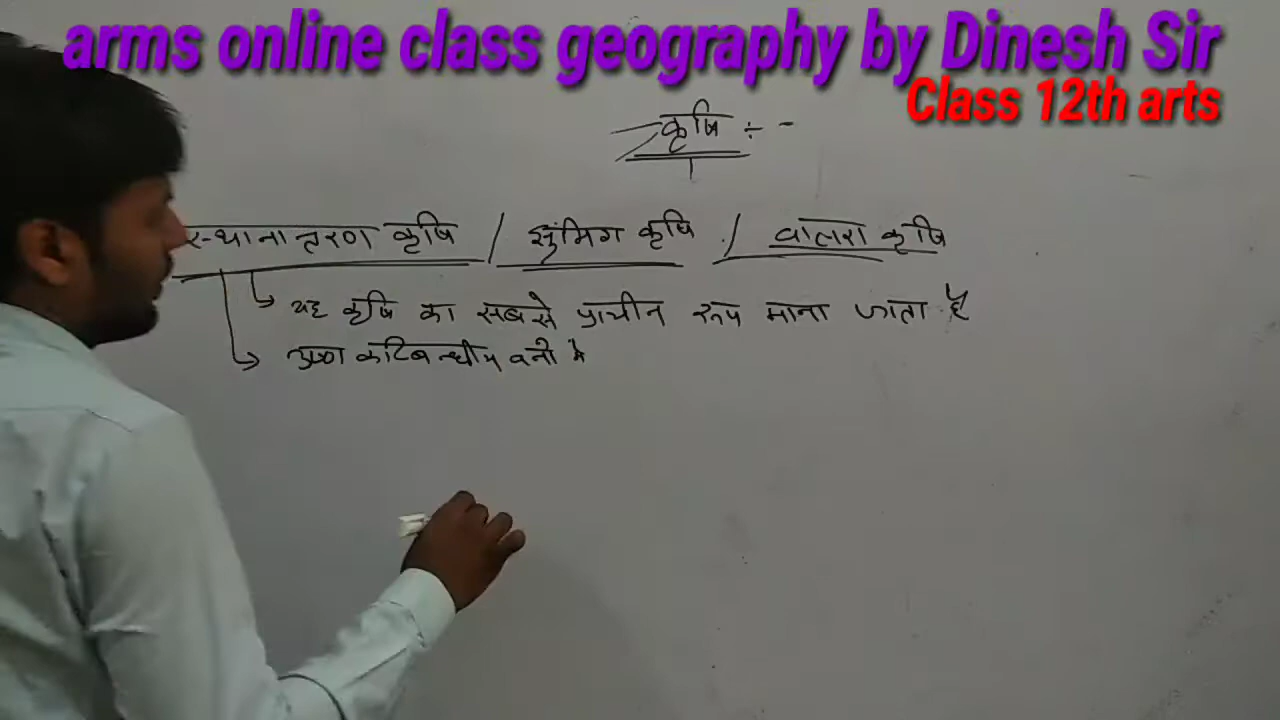 arms online class geography by Dinesh Sir
Class 12th arts
कृषि ÷ -
स्थानान्तरण कृषि / झुमिंग कृषि / वालरा कृषि
यह कृषि का सबसे प्राचीन रूप माना जाता है
उष्ण कटिबन्धीय वनो मे